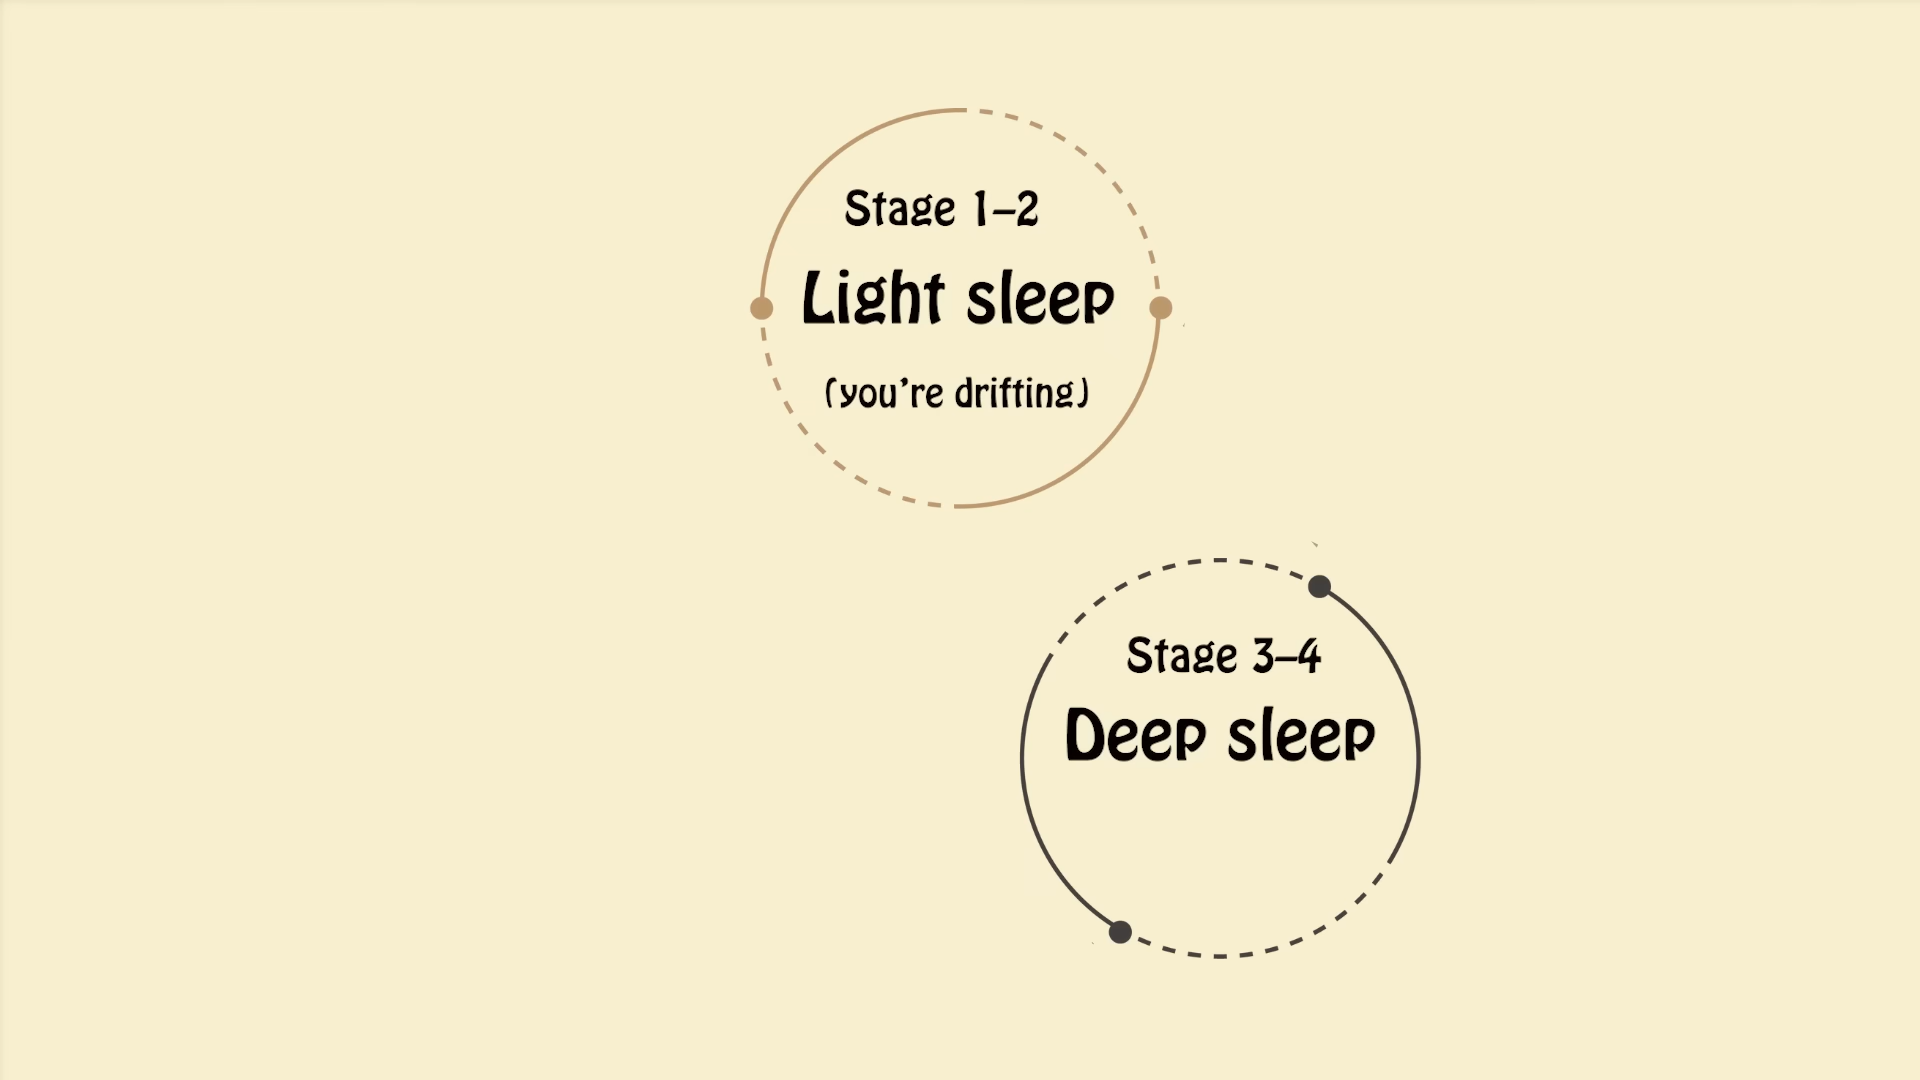 Stage 1–2
Light sleep
(you’re drifting)
Stage 3–4
Deep sleep